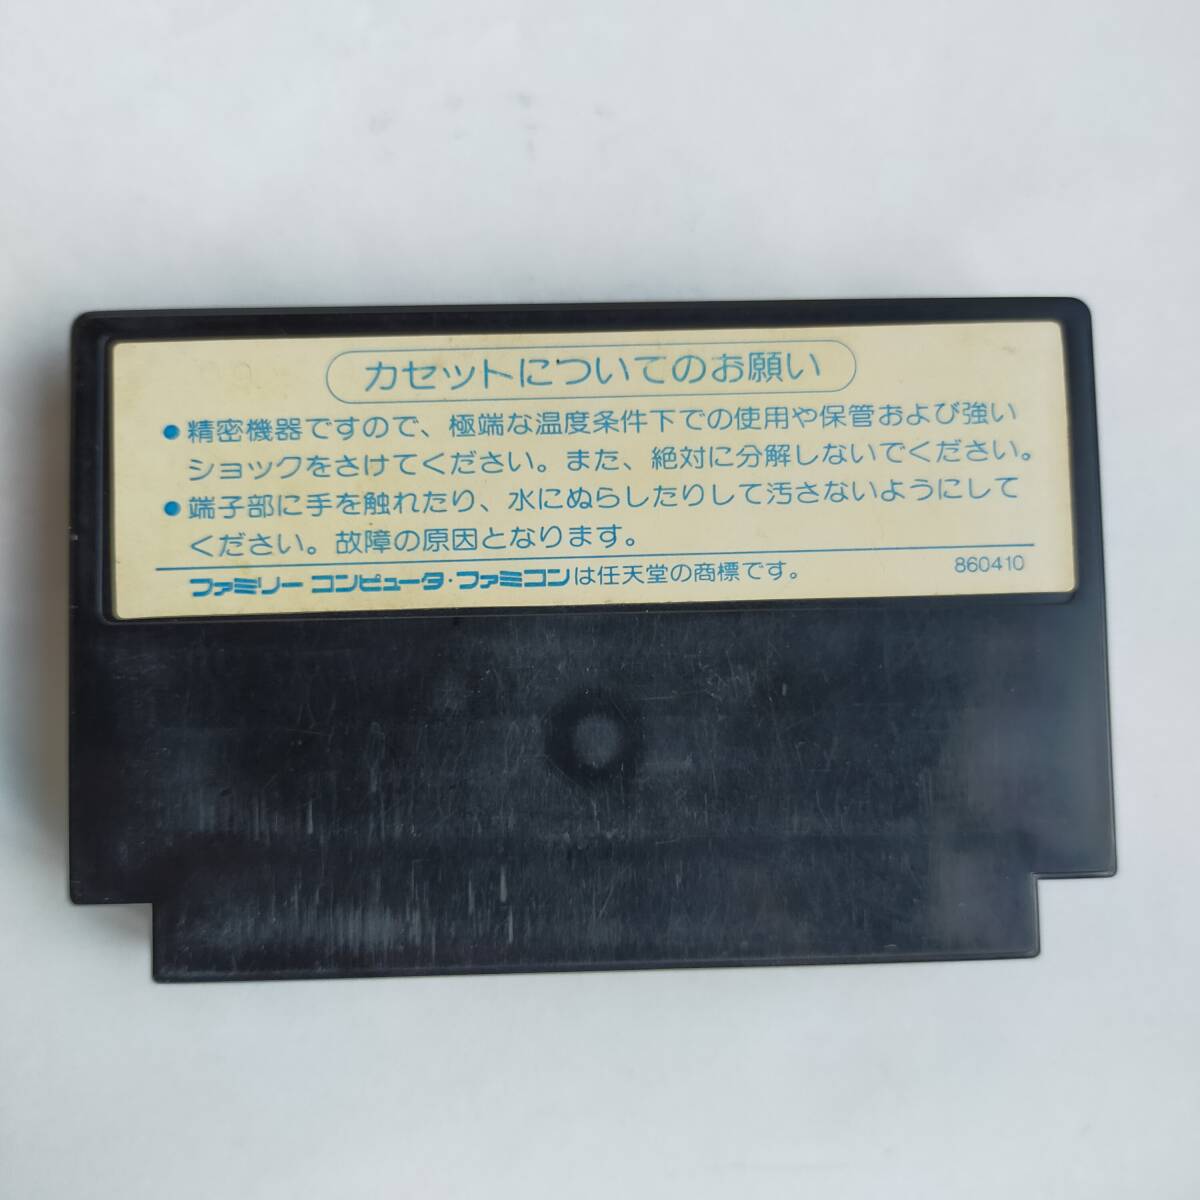 カセットについてのお願い
●精密機器ですので、極端な温度条件下での使用や保管および強い
ショックをさけてください。また、絶対に分解しないでください。
●端子部に手を触れたり、水にぬらしたりして汚さないようにして
ください。故障の原因となります。
ファミリー コンピュータ・ファミコンは任天堂の商標です。
860410